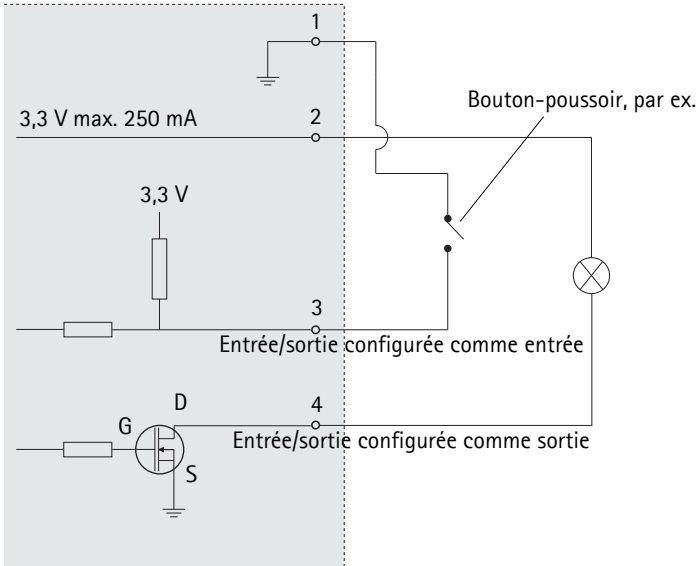 1
Bouton-poussoir, par ex.
3,3 V max. 250 mA
2
3,3 V
3
Entrée/sortie configurée comme entrée
D
4
G
Entrée/sortie configurée comme sortie
S